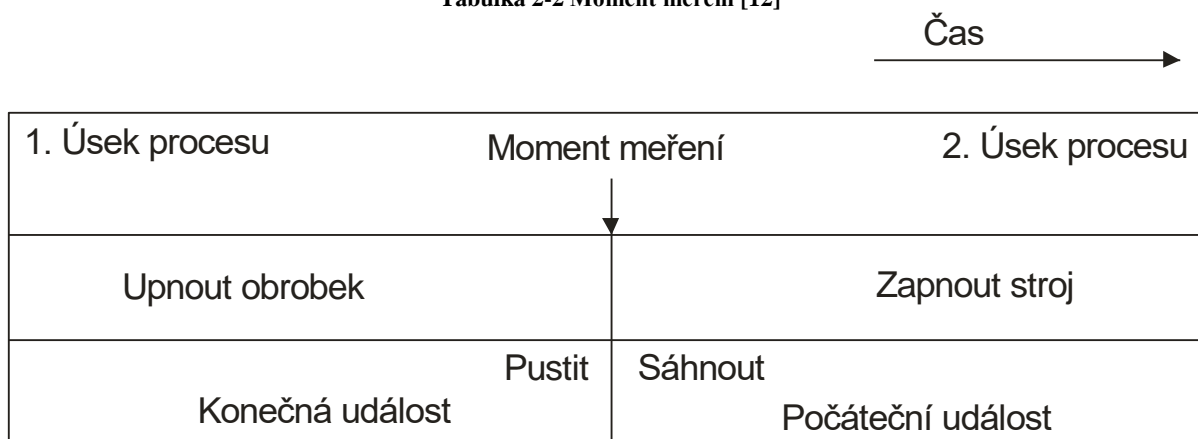 Tabulka 2-2 Moment měření [12]
Čas
1. Úsek procesu
Moment meření
2. Úsek procesu
Upnout obrobek
Zapnout stroj
Pustit
Sáhnout
Konečná událost
Počáteční událost